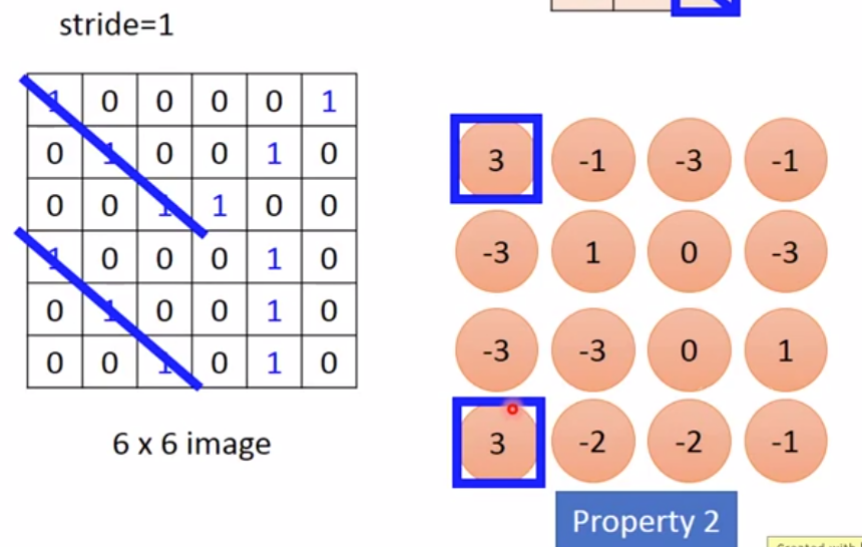 stride=1
1 0 0 0 0 1
0 1 0 0 1 0
0 0 1 1 0 0
1 0 0 0 1 0
0 1 0 0 1 0
0 0 1 0 1 0
6 x 6 image
3 -1 -3 -1
-3 1 0 -3
-3 -3 0 1
3 -2 -2 -1
Property 2